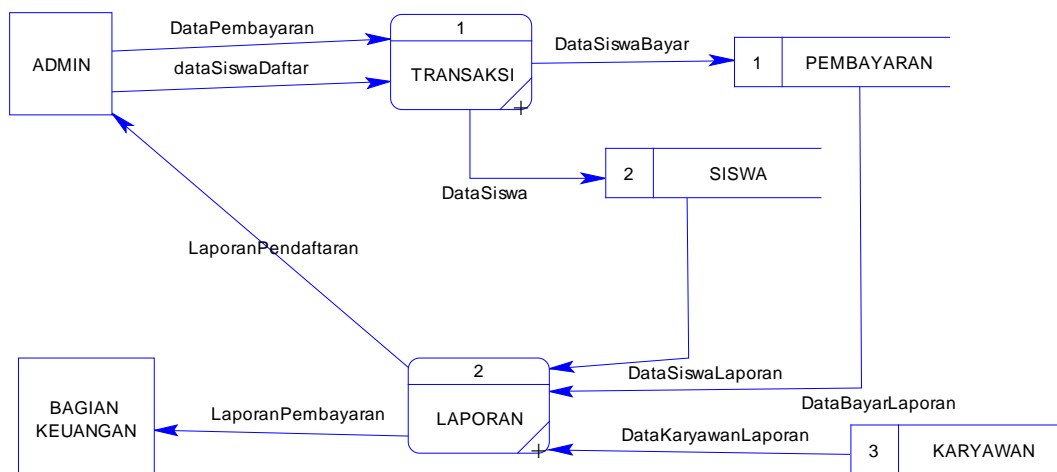 DataPembayaran
1
ADMIN
dataSiswaDaftar
TRANSAKSI
DataSiswaBayar
1
PEMBAYARAN
DataSiswa
2
SISWA
LaporanPendaftaran
2
LAPORAN
DataSiswaLaporan
DataBayarLaporan
BAGIAN
KEUANGAN
LaporanPembayaran
DataKaryawanLaporan
3
KARYAWAN